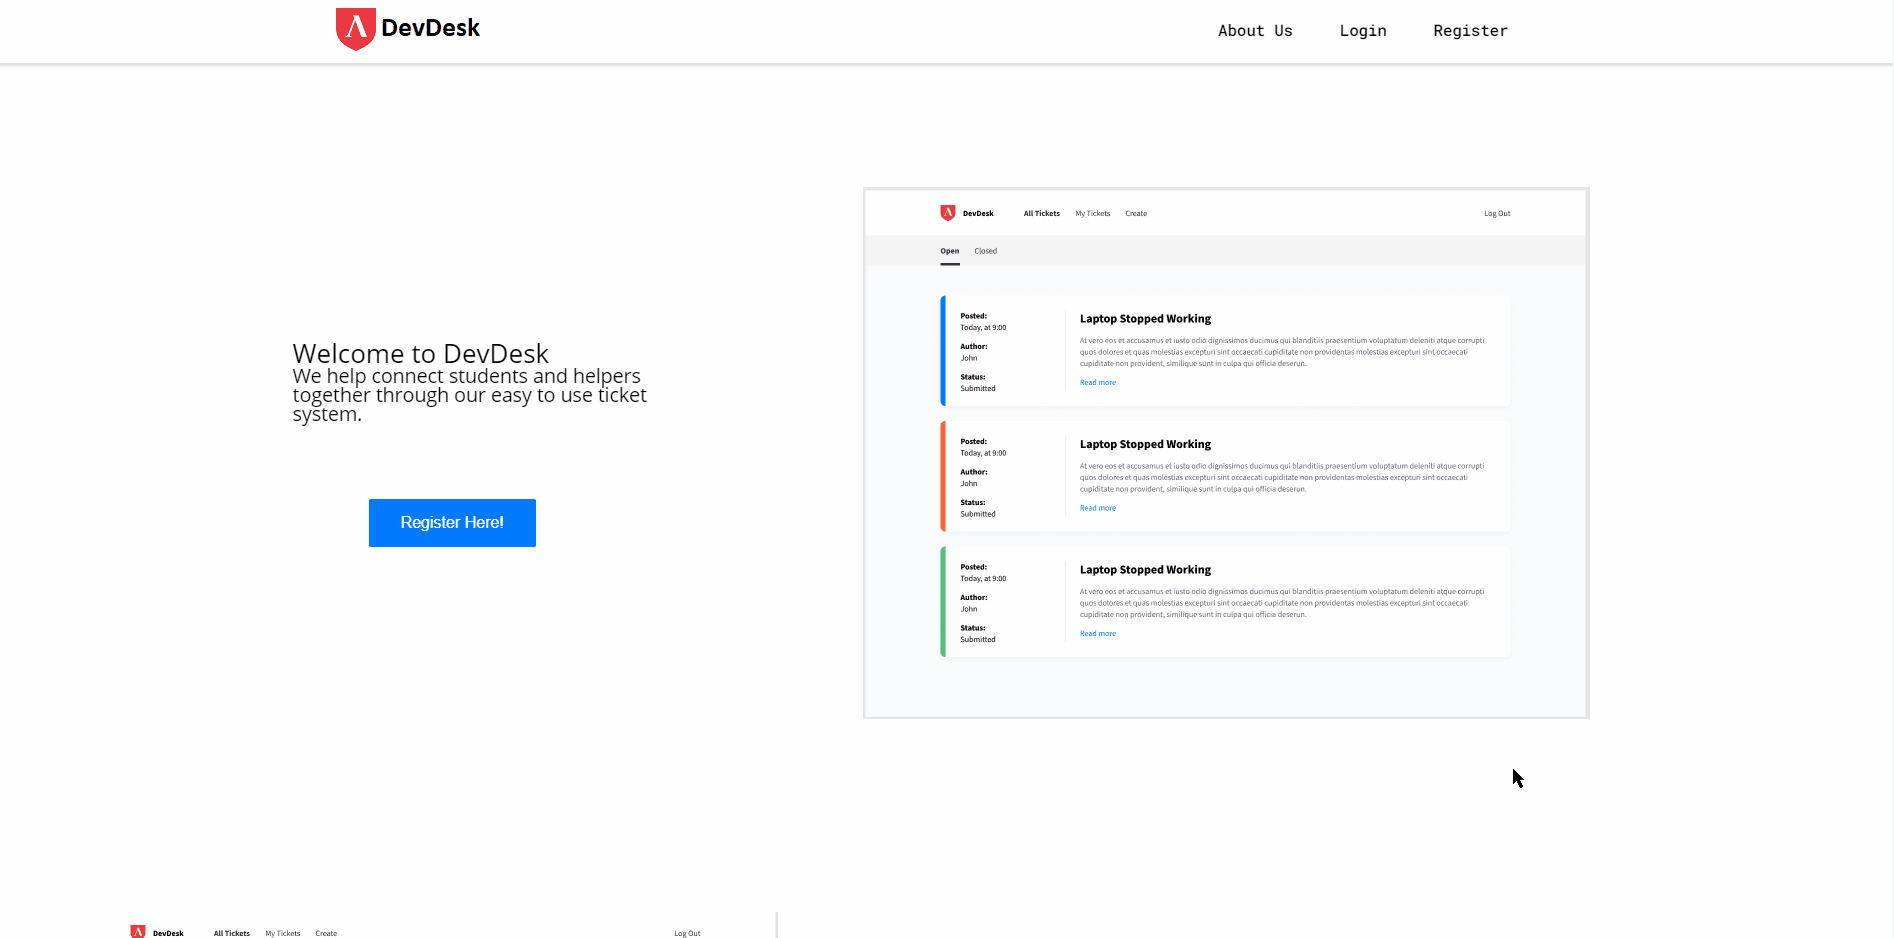 DevDesk
About Us Login Register
Welcome to DevDesk
We help connect students and helpers
together through our easy to use ticket
system.
Register Here!
DevDesk All Tickets My Tickets Create Log Out
Open Closed
Posted:
Today, at 9:00
Author:
John
Status:
Submitted
Laptop Stopped Working
At vero eos et accusamus et iusto odio dignissimos ducimus qui blanditiis praesentium voluptatum deleniti atque corrupti
quos dolores et quas molestias excepturi sint occaecati cupiditate non providentas molestias excepturi sint occaecati
cupiditate non provident, similique sunt in culpa qui officia deserun.
Read more
Posted:
Today, at 9:00
Author:
John
Status:
Submitted
Laptop Stopped Working
At vero eos et accusamus et iusto odio dignissimos ducimus qui blanditiis praesentium voluptatum deleniti atque corrupti
quos dolores et quas molestias excepturi sint occaecati cupiditate non providentas molestias excepturi sint occaecati
cupiditate non provident, similique sunt in culpa qui officia deserun.
Read more
Posted:
Today, at 9:00
Author:
John
Status:
Submitted
Laptop Stopped Working
At vero eos et accusamus et iusto odio dignissimos ducimus qui blanditiis praesentium voluptatum deleniti atque corrupti
quos dolores et quas molestias excepturi sint occaecati cupiditate non providentas molestias excepturi sint occaecati
cupiditate non provident, similique sunt in culpa qui officia deserun.
Read more
DevDesk All Tickets My Tickets Create Log Out